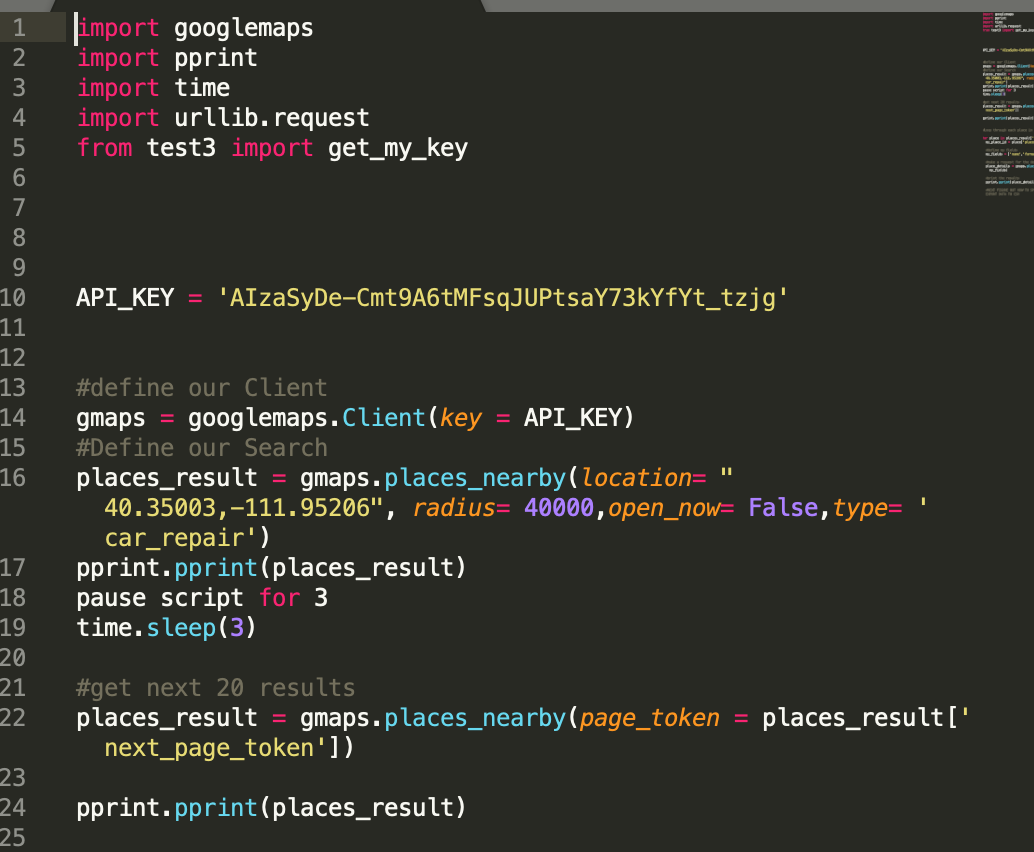 1 import googlemaps
2 import pprint
3 import time
4 import urllib.request
5 from test3 import get_my_key
6
7
8
9
10 API_KEY = 'AIzaSyDe-Cmt9A6tMFsqJUPtsaY73kYfYt_tzjg'
11
12
13 #define our Client
14 gmaps = googlemaps.Client(key = API_KEY)
15 #Define our Search
16 places_result = gmaps.places_nearby(location= "
40.35003,-111.95206", radius= 40000,open_now= False,type= '
car_repair')
17 pprint.pprint(places_result)
18 pause script for 3
19 time.sleep(3)
20
21 #get next 20 results
22 places_result = gmaps.places_nearby(page_token = places_result['
next_page_token'])
23
24 pprint.pprint(places_result)
25